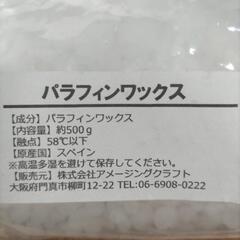 パラフィンワックス
【成分】パラフィンワックス
【内容量】約500g
【融点】58℃以下
【原産国】スペイン
※高温多湿を避けて保存してください。
【販売元】株式会社アメージングクラフト
大阪府門真市柳町12-22 TEL:06-6908-0222